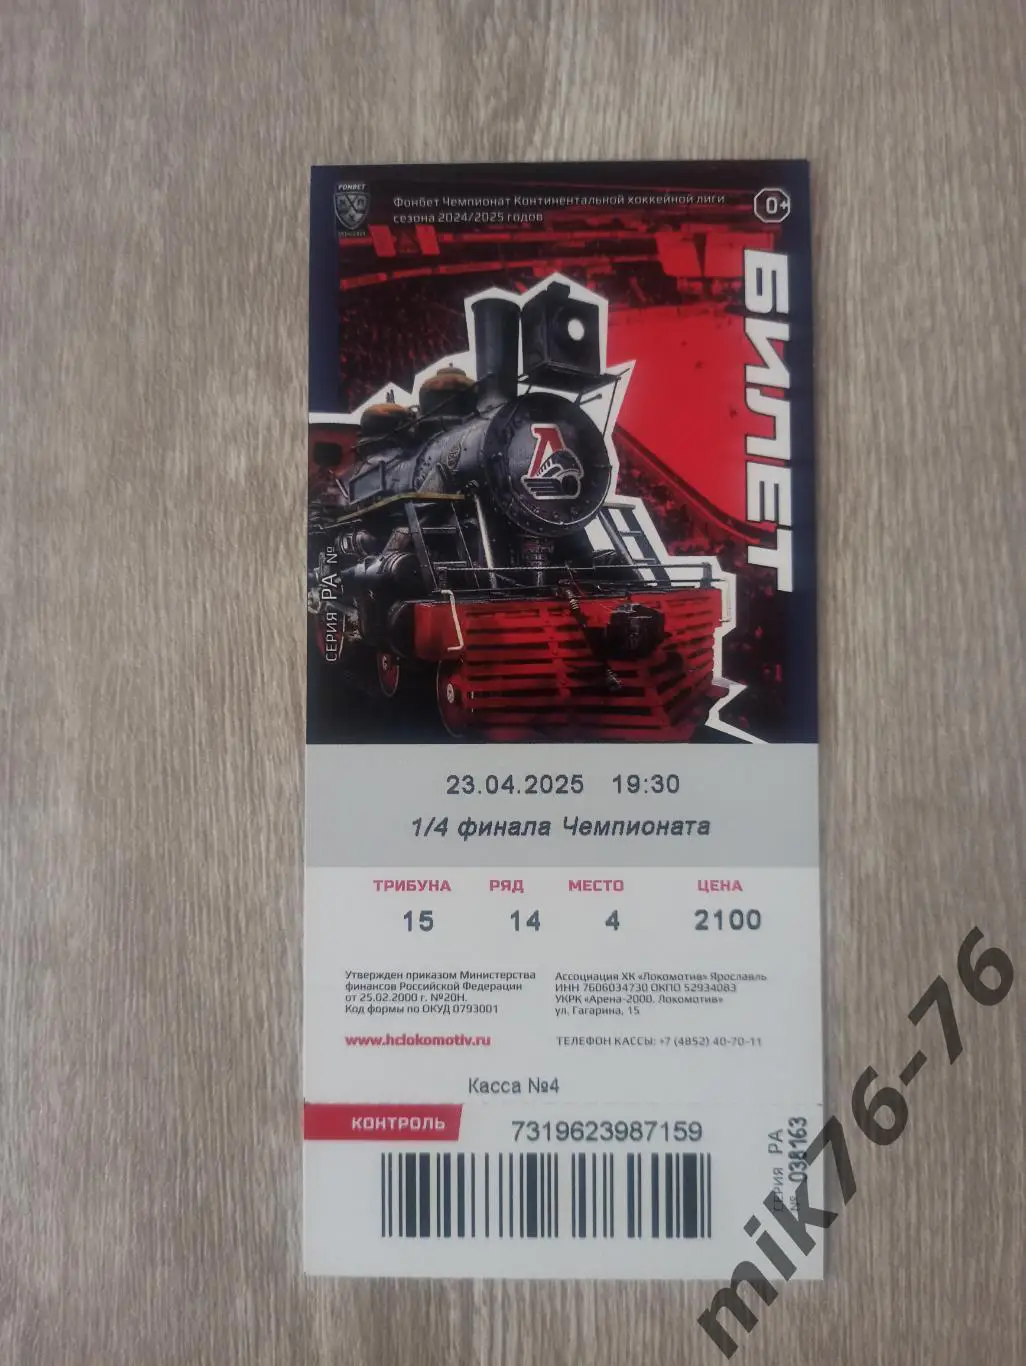 FONBET
Фонбет Чемпионат Континентальной хоккейной лиги
сезона 2024/2025 годов
0+
БИЛЕТ
СЕРИЯ РА №
23.04.2025 19:30
1/4 финала Чемпионата
ТРИБУНА РЯД МЕСТО ЦЕНА
15 14 4 2100
Утвержден приказом Министерства
финансов Российской Федерации
от 25.02.2000 г. №20Н.
Код формы по ОКУД 0793001
Ассоциация ХК «Локомотив» Ярославль
ИНН 7606034730 ОКПО 52934083
УКРК «Арена-2000. Локомотив»
ул. Гагарина, 15
www.hclokomotiv.ru
ТЕЛЕФОН КАССЫ: +7 (4852) 40-70-11
Касса №4
КОНТРОЛЬ
7319623987159
СЕРИЯ РА
№ 038163
mik76-76